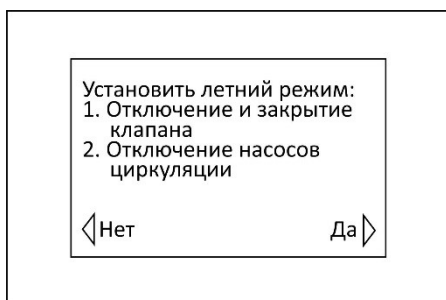 Установить летний режим:
1. Отключение и закрытие
клапана
2. Отключение насосов
циркуляции
Нет Да